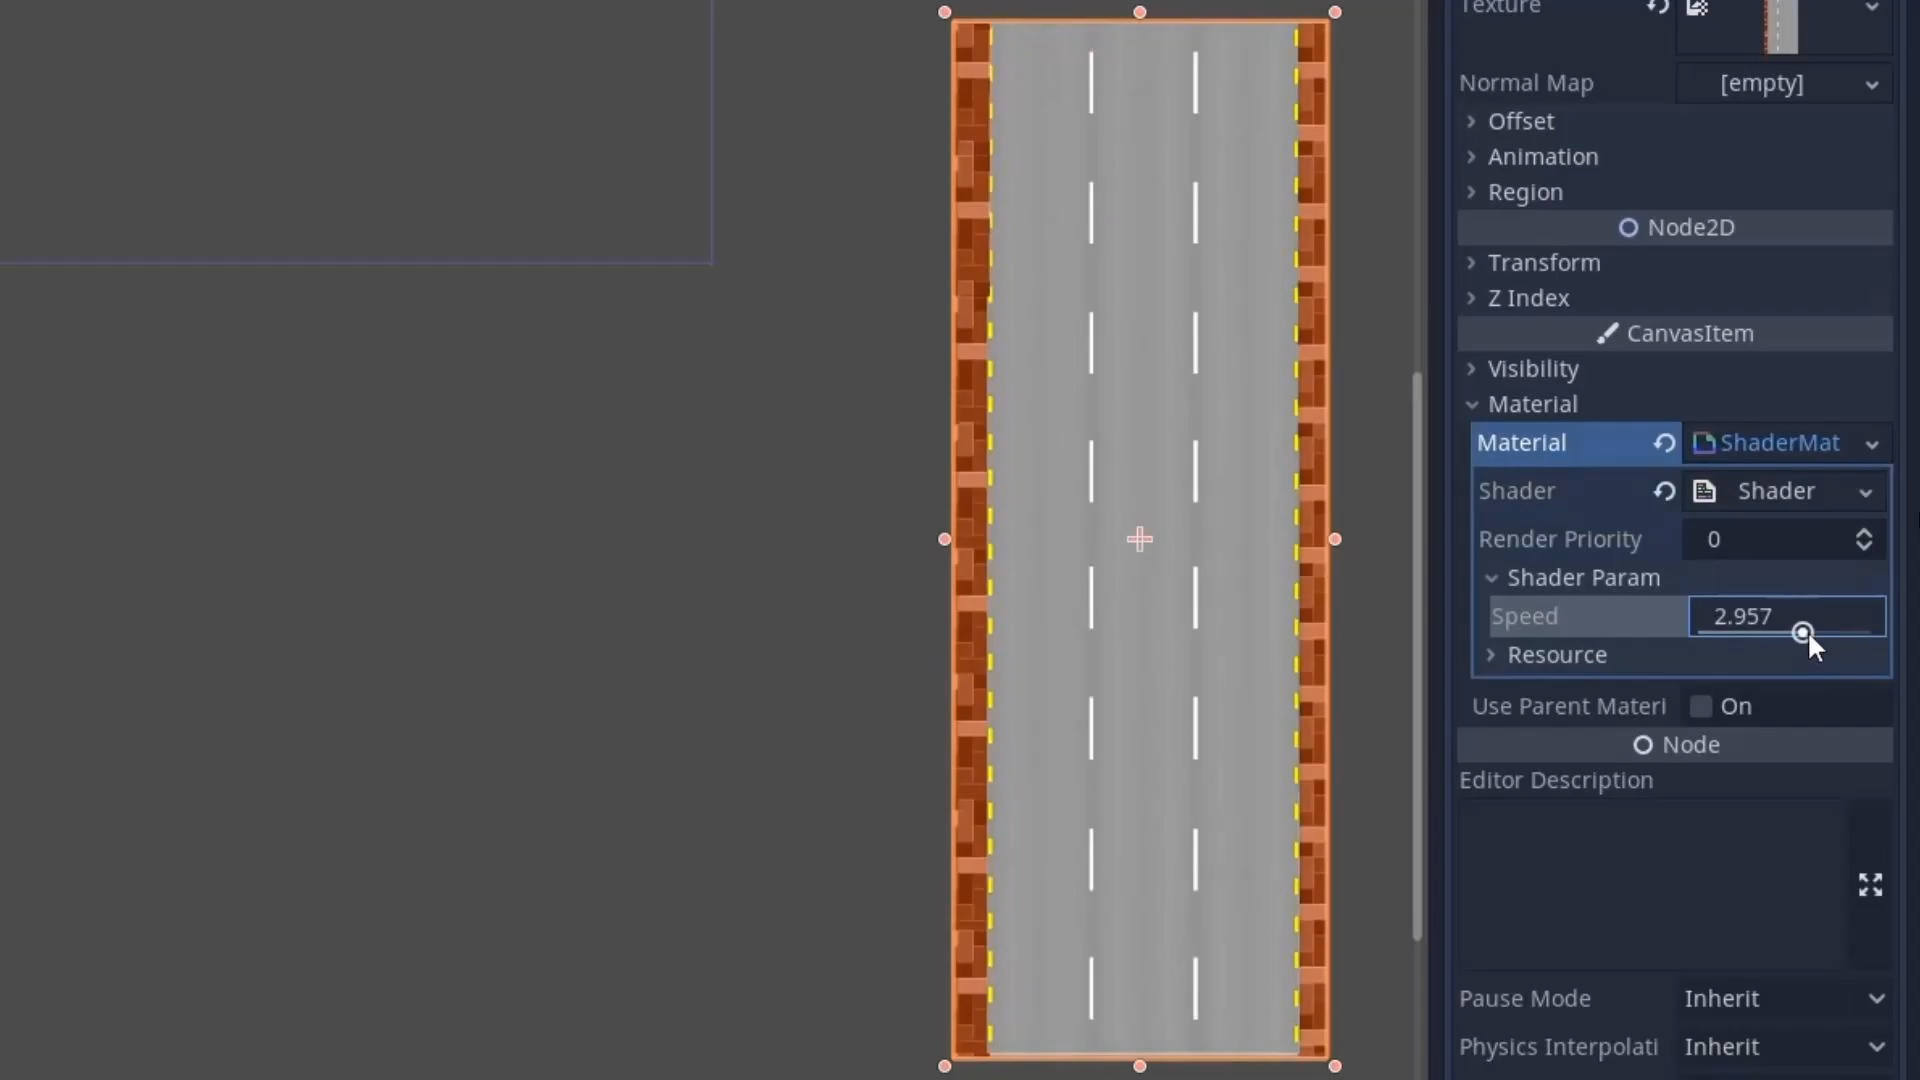 Texture
Normal Map [empty]
Offset
Animation
Region
Node2D
Transform
Z Index
CanvasItem
Visibility
Material
Material ShaderMat
Shader Shader
Render Priority 0
Shader Param
Speed 2.957
Resource
Use Parent Materi On
Node
Editor Description
Pause Mode Inherit
Physics Interpolati Inherit